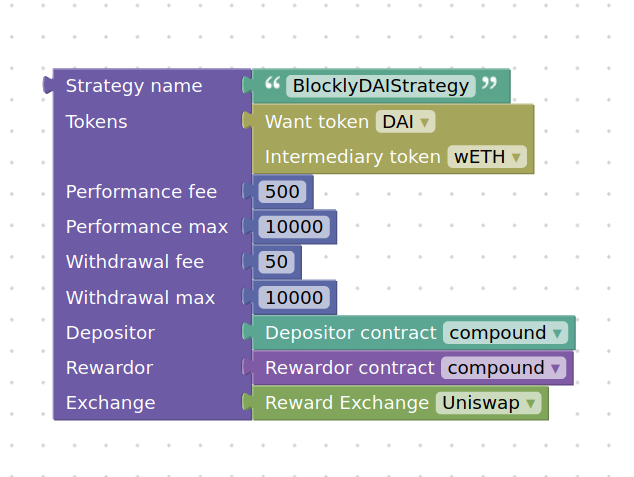 Strategy name “ BlocklyDAIStrategy ”
Tokens Want token DAI ▾
Intermediary token wETH ▾
Performance fee 500
Performance max 10000
Withdrawal fee 50
Withdrawal max 10000
Depositor Depositor contract compound ▾
Rewardor Rewardor contract compound ▾
Exchange Reward Exchange Uniswap ▾